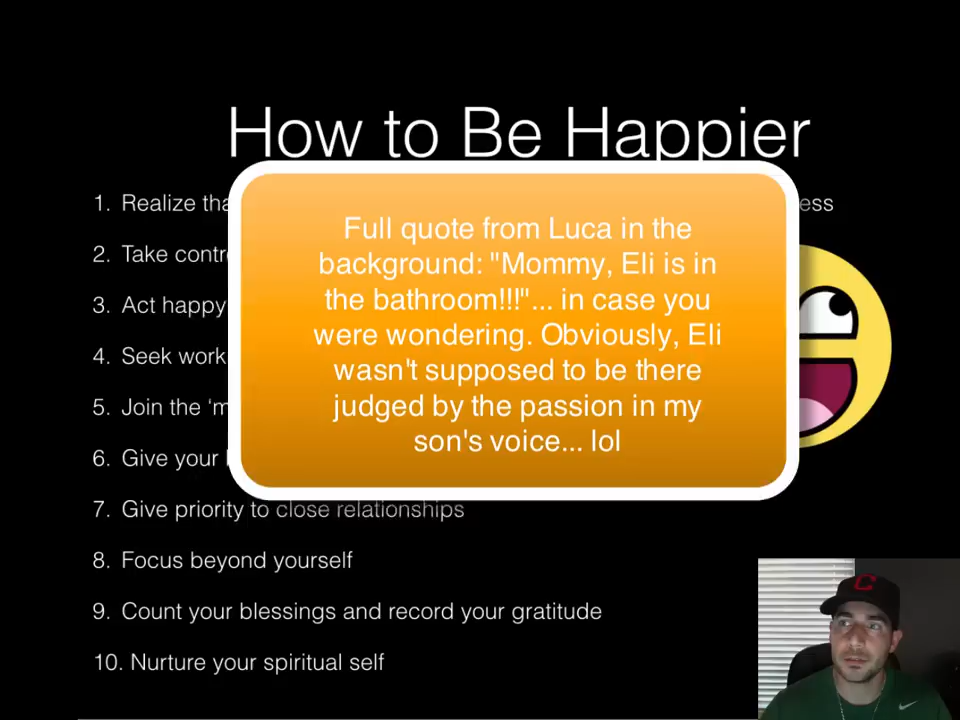 How to Be Happier
1. Realize tha
ess
2. Take contr
3. Act happy
4. Seek work
5. Join the 'm
6. Give your
7. Give priority to close relationships
8. Focus beyond yourself
9. Count your blessings and record your gratitude
10. Nurture your spiritual self
Full quote from Luca in the
background: "Mommy, Eli is in
the bathroom!!!"... in case you
were wondering. Obviously, Eli
wasn't supposed to be there
judged by the passion in my
son's voice... lol
C